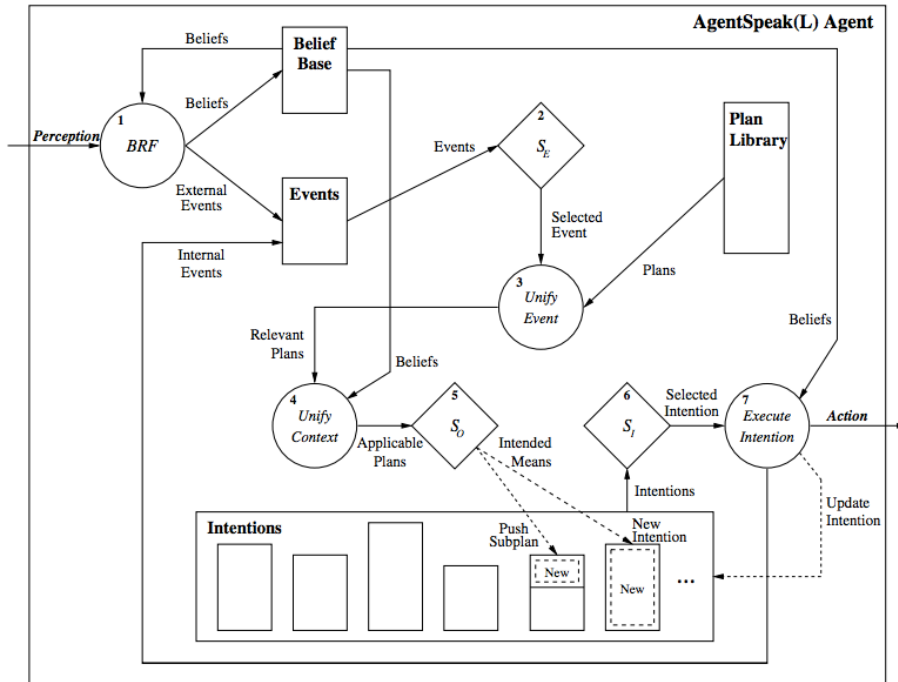 AgentSpeak(L) Agent
Beliefs
Belief
Base
Beliefs
Perception
1
BRF
2
S_E
Plan
Library
Events
External
Events
Events
Selected
Event
Internal
Events
Plans
3
Unify
Event
Relevant
Plans
Beliefs
Beliefs
4
Unify
Context
Applicable
Plans
5
S_O
Intended
Means
6
S_I
Selected
Intention
7
Execute
Intention
Action
Intentions
Update
Intention
Intentions
Push
Subplan
New
Intention
New
New
...